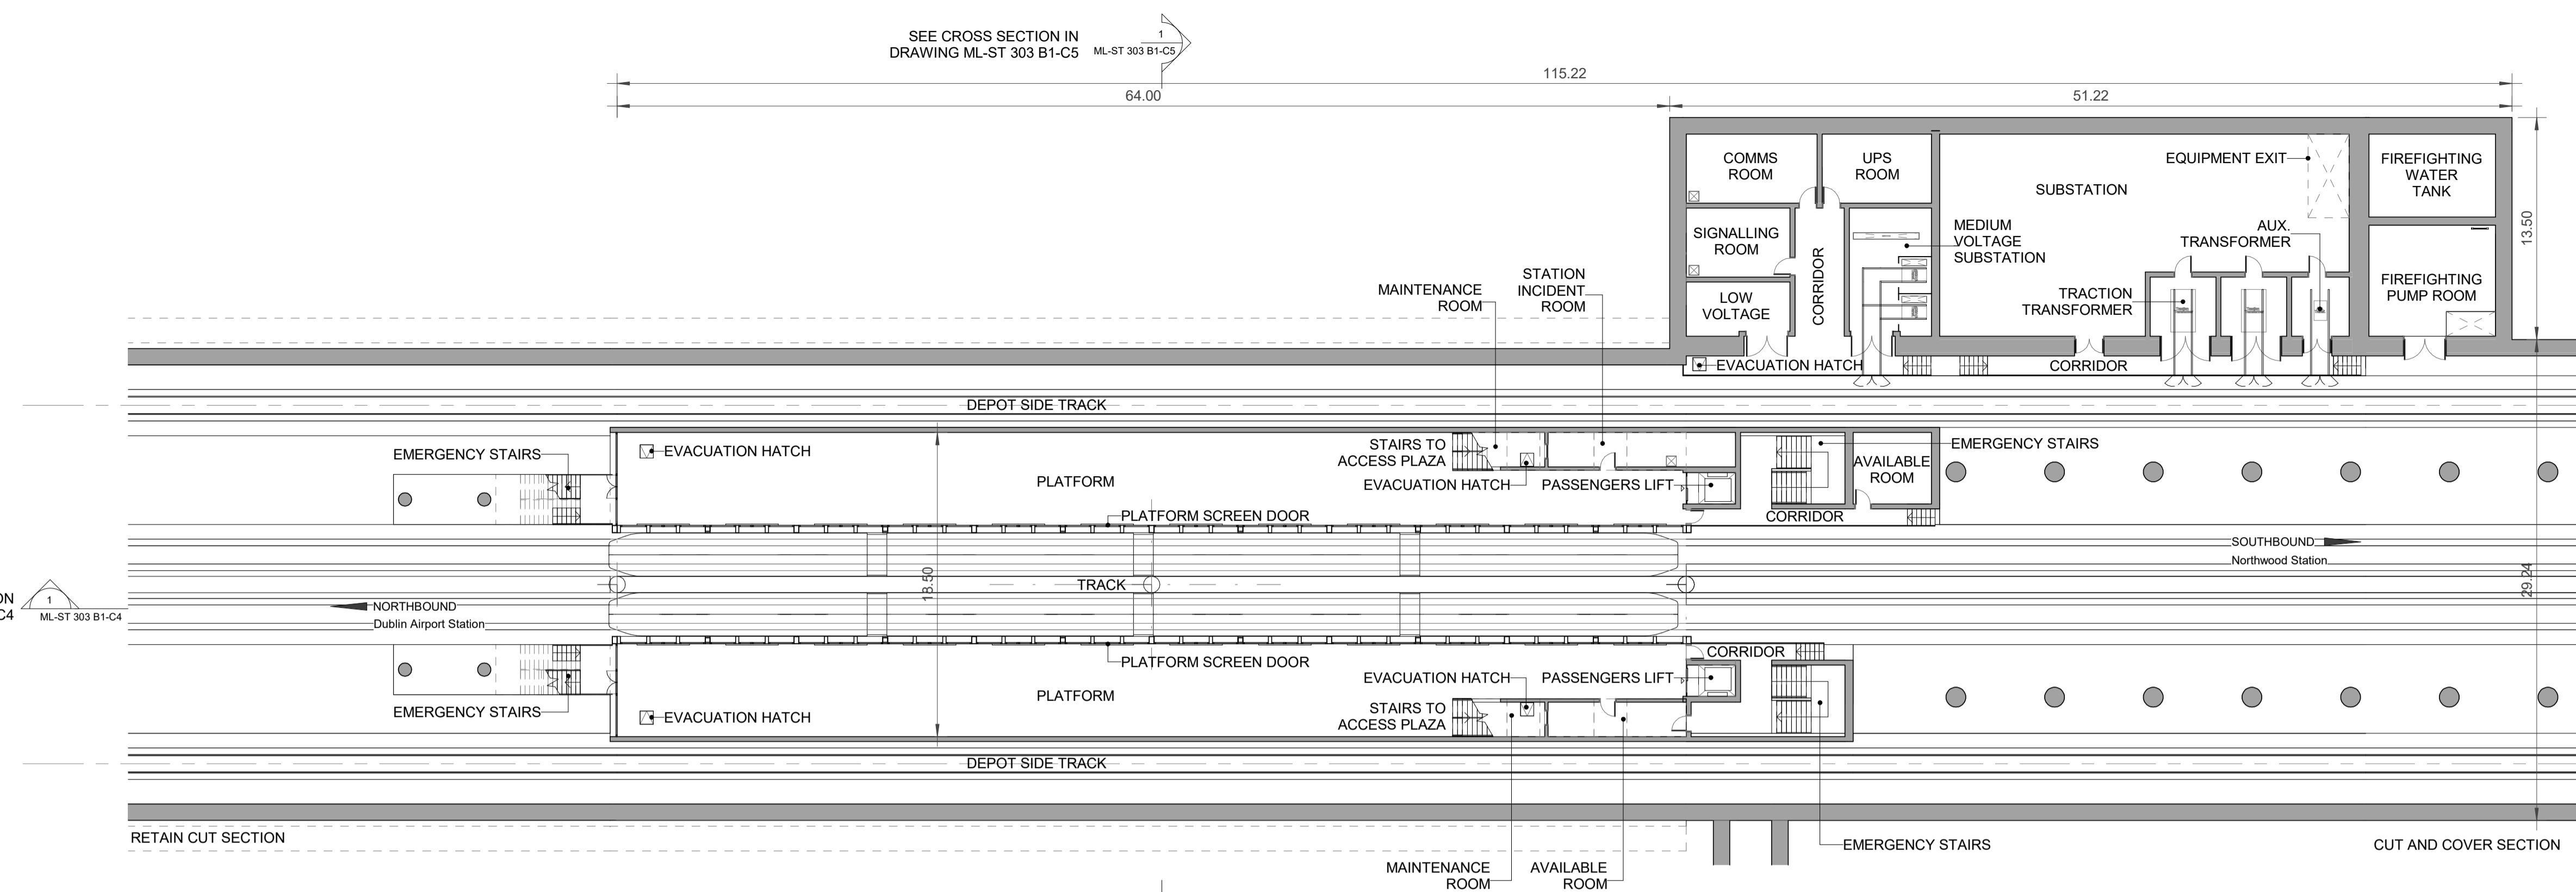 SEE CROSS SECTION IN
DRAWING ML-ST 303 B1-C5
1
ML-ST 303 B1-C5
115.22
64.00
51.22
COMMS
ROOM
UPS
ROOM
EQUIPMENT EXIT
FIREFIGHTING
WATER
TANK
SUBSTATION
SIGNALLING
ROOM
MEDIUM
VOLTAGE
SUBSTATION
AUX.
TRANSFORMER
13.50
CORRIDOR
STATION
INCIDENT
ROOM
MAINTENANCE
ROOM
LOW
VOLTAGE
TRACTION
TRANSFORMER
FIREFIGHTING
PUMP ROOM
EVACUATION HATCH
CORRIDOR
DEPOT SIDE TRACK
EMERGENCY STAIRS
EVACUATION HATCH
STAIRS TO
ACCESS PLAZA
EMERGENCY STAIRS
AVAILABLE
ROOM
PLATFORM
EVACUATION HATCH
PASSENGERS LIFT
PLATFORM SCREEN DOOR
CORRIDOR
SOUTHBOUND
Northwood Station
18.50
TRACK
29.24
ON
C4
1
ML-ST 303 B1-C4
NORTHBOUND
Dublin Airport Station
PLATFORM SCREEN DOOR
CORRIDOR
EVACUATION HATCH
PASSENGERS LIFT
PLATFORM
EMERGENCY STAIRS
EVACUATION HATCH
STAIRS TO
ACCESS PLAZA
DEPOT SIDE TRACK
RETAIN CUT SECTION
EMERGENCY STAIRS
CUT AND COVER SECTION
MAINTENANCE
ROOM
AVAILABLE
ROOM